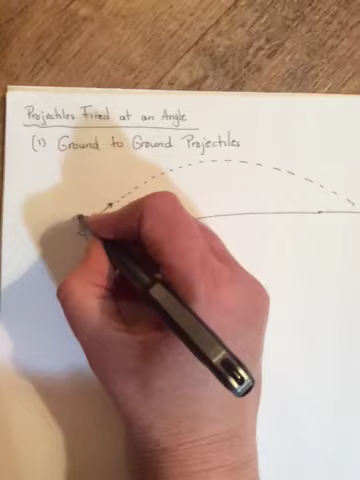 Projectiles Fired at an Angle
(1) Ground to Ground Projectiles